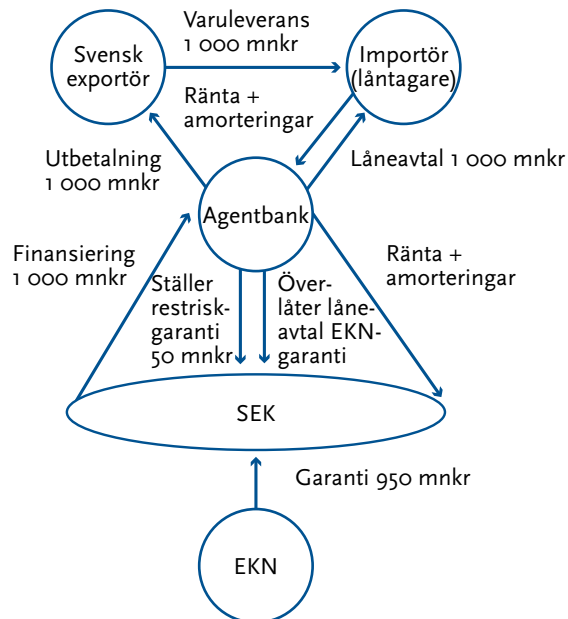 Varuleverans
1 000 mnkr
Svensk
exportör
Importör
(låntagare)
Ränta +
amorteringar
Utbetalning
1 000 mnkr
Låneavtal 1 000 mnkr
Agentbank
Finansiering
1 000 mnkr
Ställer
restrisk-
garanti
50 mnkr
Över-
låter låne-
avtal EKN-
garanti
Ränta +
amorteringar
SEK
Garanti 950 mnkr
EKN